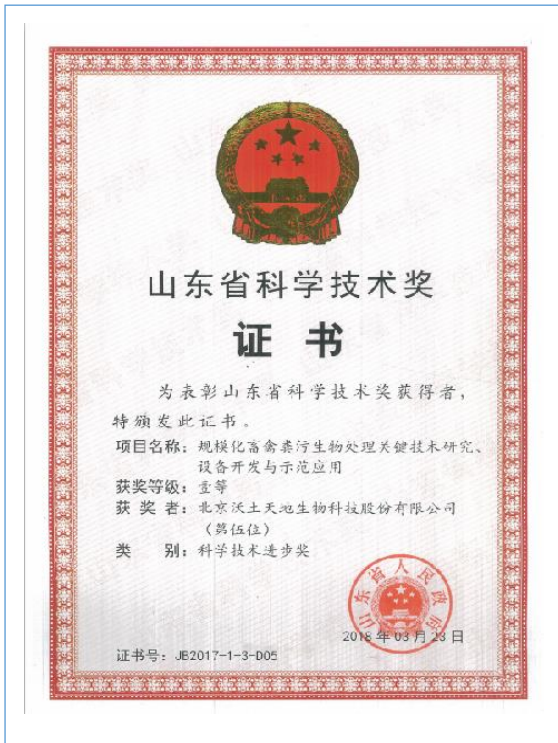 山东省科学技术奖
证书
为表彰山东省科学技术奖获得者，
特颁发此证书。
项目名称：规模化畜禽粪污生物处理关键技术研究、
设备开发与示范应用
获奖等级：壹等
获 奖 者：北京沃土天地生物科技股份有限公司
（第伍位）
类 别：科学技术进步奖
山东省人民政府
2018 年 03 月 23 日
证书号：JB2017-1-3-D05